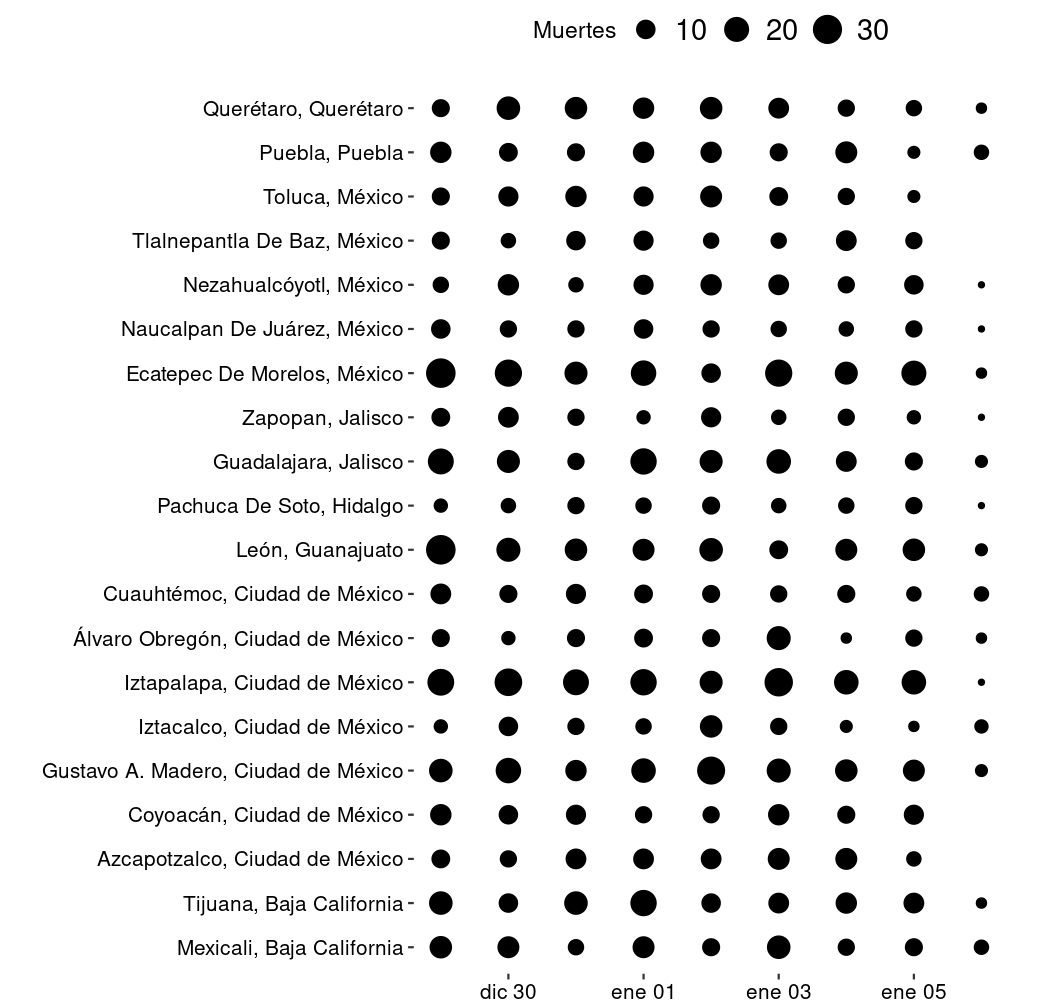 Muertes 10 20 30
Querétaro, Querétaro
Puebla, Puebla
Toluca, México
Tlalnepantla De Baz, México
Nezahualcóyotl, México
Naucalpan De Juárez, México
Ecatepec De Morelos, México
Zapopan, Jalisco
Guadalajara, Jalisco
Pachuca De Soto, Hidalgo
León, Guanajuato
Cuauhtémoc, Ciudad de México
Álvaro Obregón, Ciudad de México
Iztapalapa, Ciudad de México
Iztacalco, Ciudad de México
Gustavo A. Madero, Ciudad de México
Coyoacán, Ciudad de México
Azcapotzalco, Ciudad de México
Tijuana, Baja California
Mexicali, Baja California
dic 30 ene 01 ene 03 ene 05